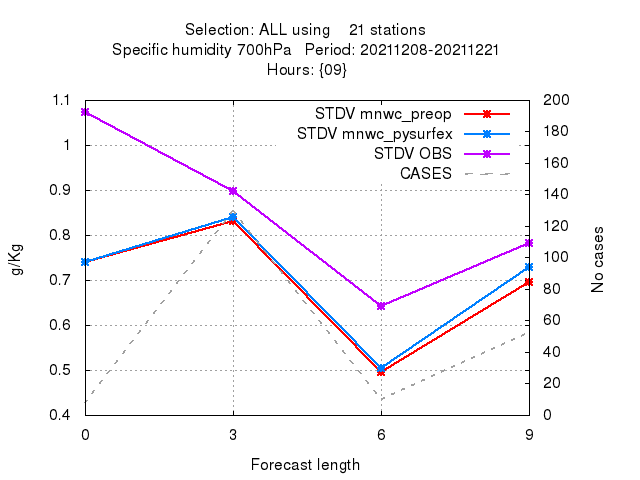 Selection: ALL using    21 stations
Specific humidity 700hPa   Period: 20211208-20211221
Hours: {09}
STDV mnwc_preop
STDV mnwc_pysurfex
STDV OBS
CASES
1.1
1
0.9
0.8
0.7
0.6
0.5
0.4
g/Kg
200
180
160
140
120
100
80
60
40
20
0
No cases
0 3 6 9
Forecast length